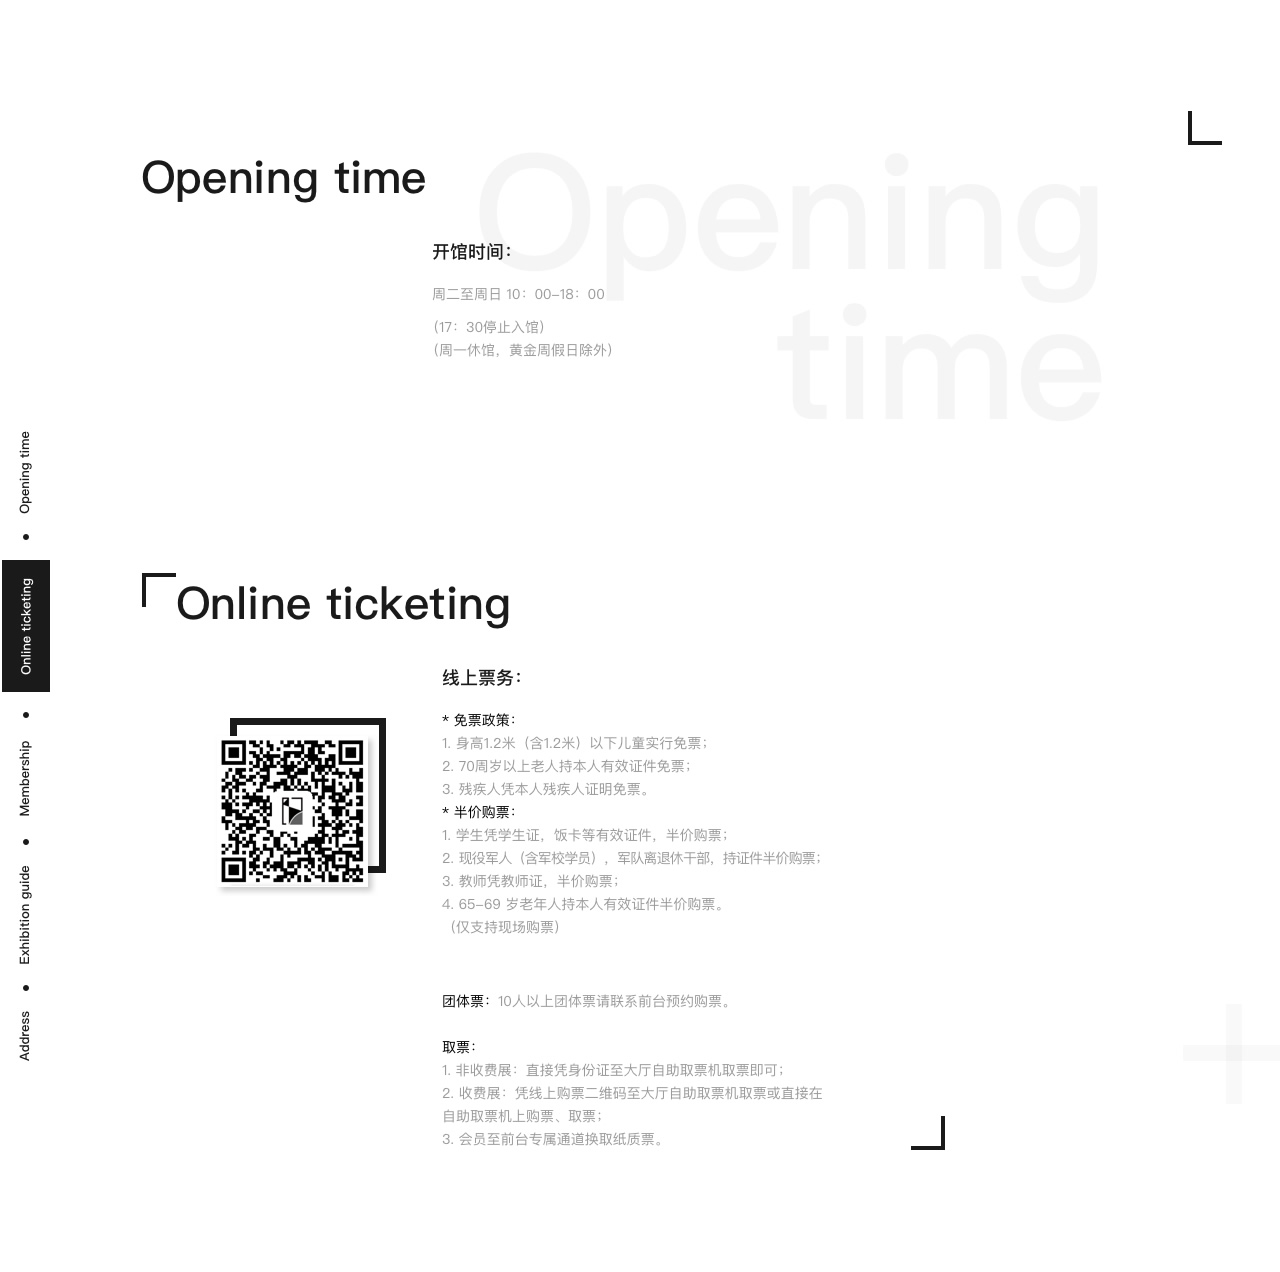 Opening time
Opening
time
开馆时间：
周二至周日 10：00–18：00
（17：30停止入馆）
（周一休馆，黄金周假日除外）
Opening time
Online ticketing
Membership
Exhibition guide
Address
Online ticketing
线上票务：
* 免票政策：
1. 身高1.2米（含1.2米）以下儿童实行免票；
2. 70周岁以上老人持本人有效证件免票；
3. 残疾人凭本人残疾人证明免票。
* 半价购票：
1. 学生凭学生证，饭卡等有效证件，半价购票；
2. 现役军人（含军校学员），军队离退休干部，持证件半价购票；
3. 教师凭教师证，半价购票；
4. 65–69 岁老年人持本人有效证件半价购票。
（仅支持现场购票）
团体票：10人以上团体票请联系前台预约购票。
取票：
1. 非收费展：直接凭身份证至大厅自助取票机取票即可；
2. 收费展：凭线上购票二维码至大厅自助取票机取票或直接在
自助取票机上购票、取票；
3. 会员至前台专属通道换取纸质票。